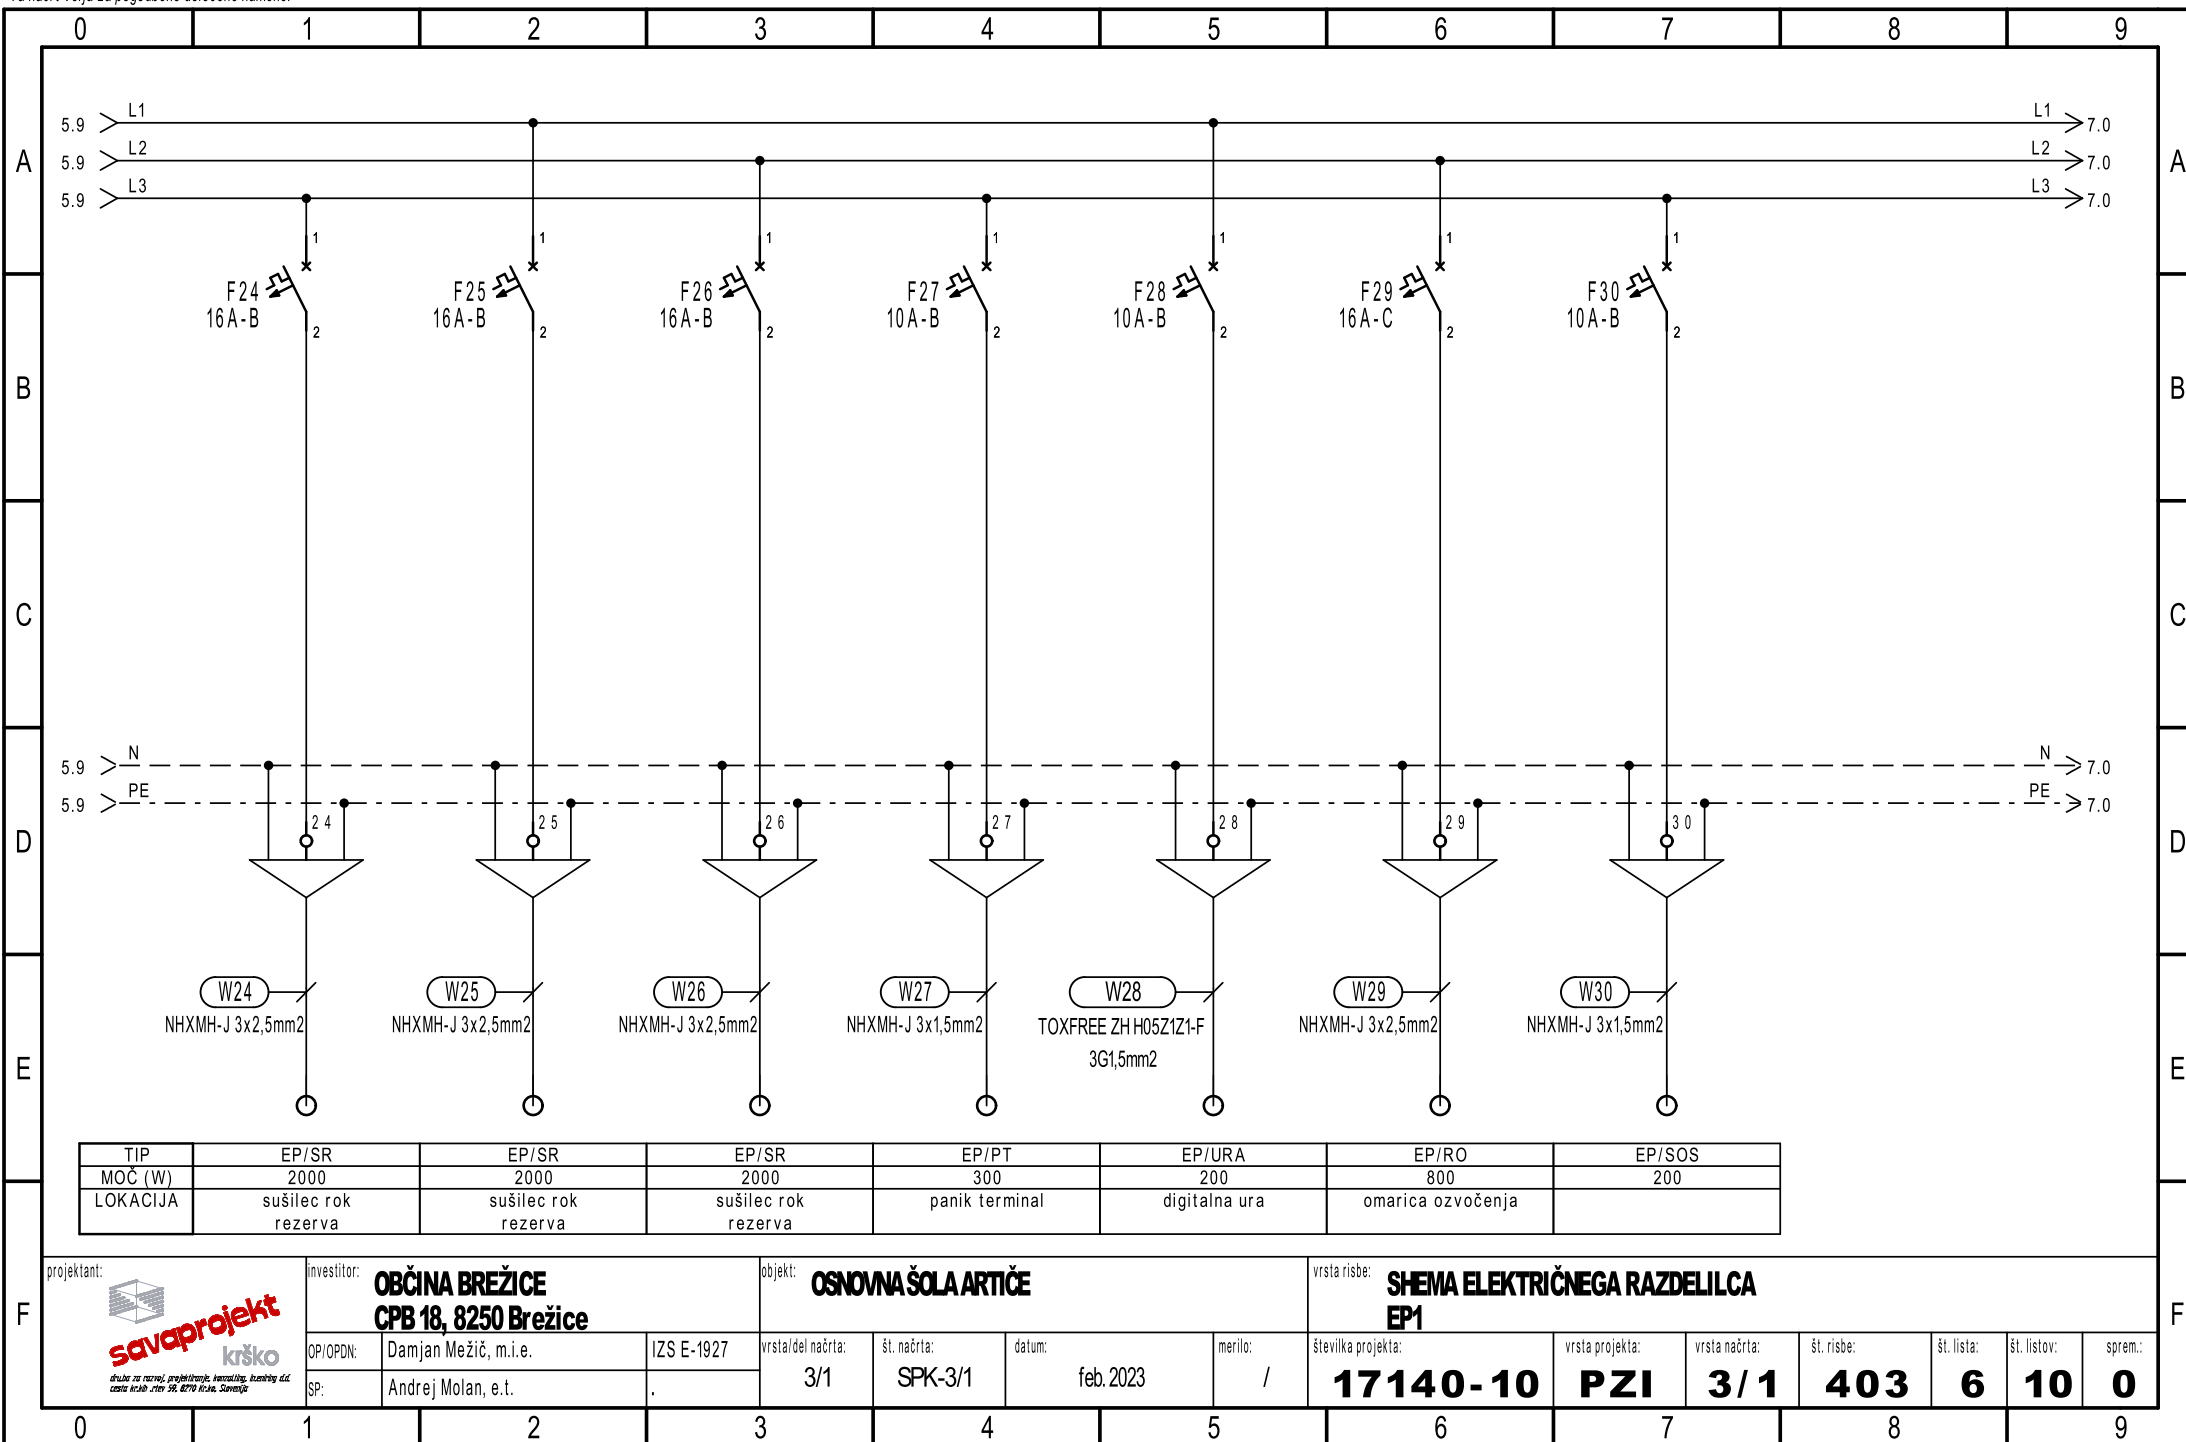 0 1 2 3 4 5 6 7 8 9
5.9 L1 L1 7.0
A 5.9 L2 L2 7.0 A
5.9 L3 L3 7.0
1 1 1 1 1 1 1
F24 F25 F26 F27 F28 F29 F30
16A-B 16A-B 16A-B 10A-B 10A-B 16A-C 10A-B
2 2 2 2 2 2 2
B B
C C
5.9 N N 7.0
5.9 PE PE 7.0
24 25 26 27 28 29 30
D D
W24 W25 W26 W27 W28 W29 W30
NHXMH-J 3x2,5mm2 NHXMH-J 3x2,5mm2 NHXMH-J 3x2,5mm2 NHXMH-J 3x1,5mm2 TOXFREE ZH H05Z1Z1-F NHXMH-J 3x2,5mm2 NHXMH-J 3x1,5mm2
3G1,5mm2
E E
TIP EP/SR EP/SR EP/SR EP/PT EP/URA EP/RO EP/SOS
MOČ (W) 2000 2000 2000 300 200 800 200
LOKACIJA sušilec rok sušilec rok sušilec rok panik terminal digitalna ura omarica ozvočenja
rezerva rezerva rezerva
F F
projektant:
savaprojekt
krško
investitor: OBČINA BREŽICE
CPB 18, 8250 Brežice
objekt: OSNOVNA ŠOLA ARTIČE
vrsta risbe: SHEMA ELEKTRIČNEGA RAZDELILCA
EP1
OP/OPDN: Damjan Mežič, m.i.e. IZS E-1927
SP: Andrej Molan, e.t. .
vrsta/del načrta: št. načrta: datum: merilo:
3/1 SPK-3/1 feb. 2023 /
številka projekta: vrsta projekta: vrsta načrta: št. risbe: št. lista: št. listov: sprem.:
17140-10 PZI 3/1 403 6 10 0
0 1 2 3 4 5 6 7 8 9